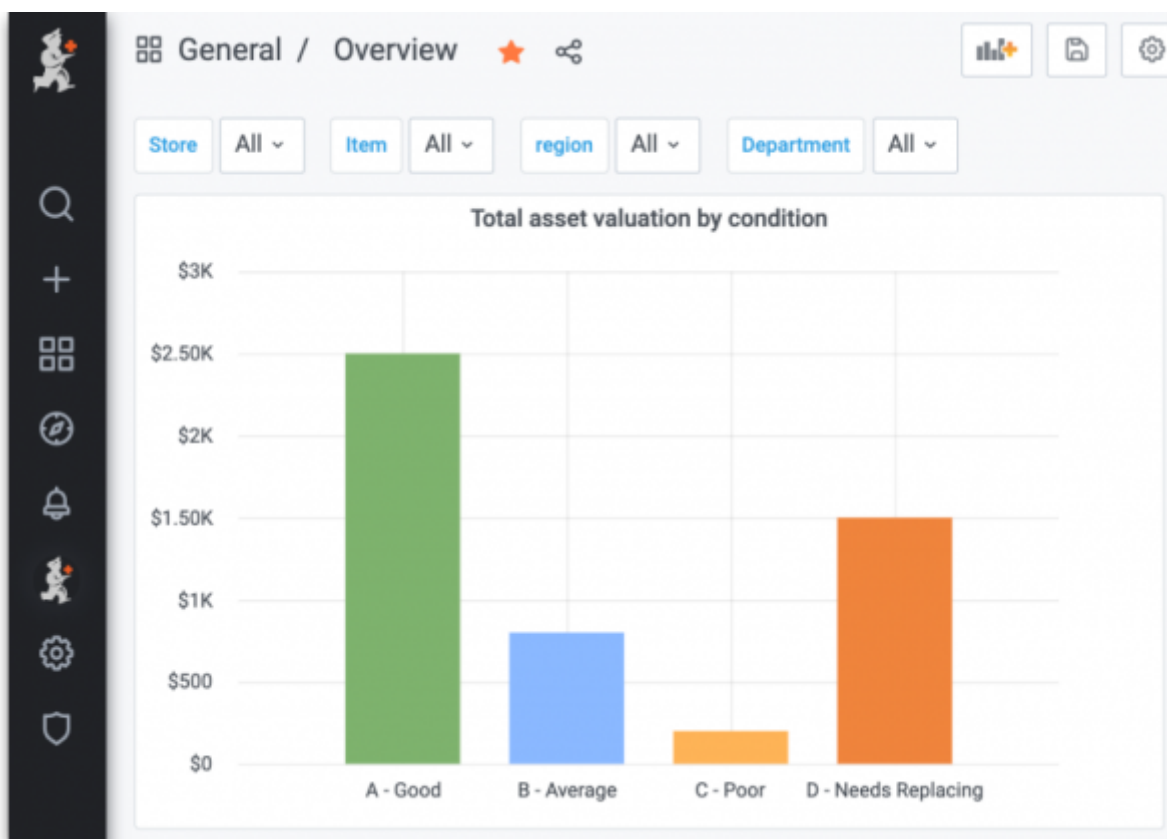 General / Overview
Store All Item All region All Department All
Total asset valuation by condition
$3K
$2.50K
$2K
$1.50K
$1K
$500
$0
A - Good B - Average C - Poor D - Needs Replacing